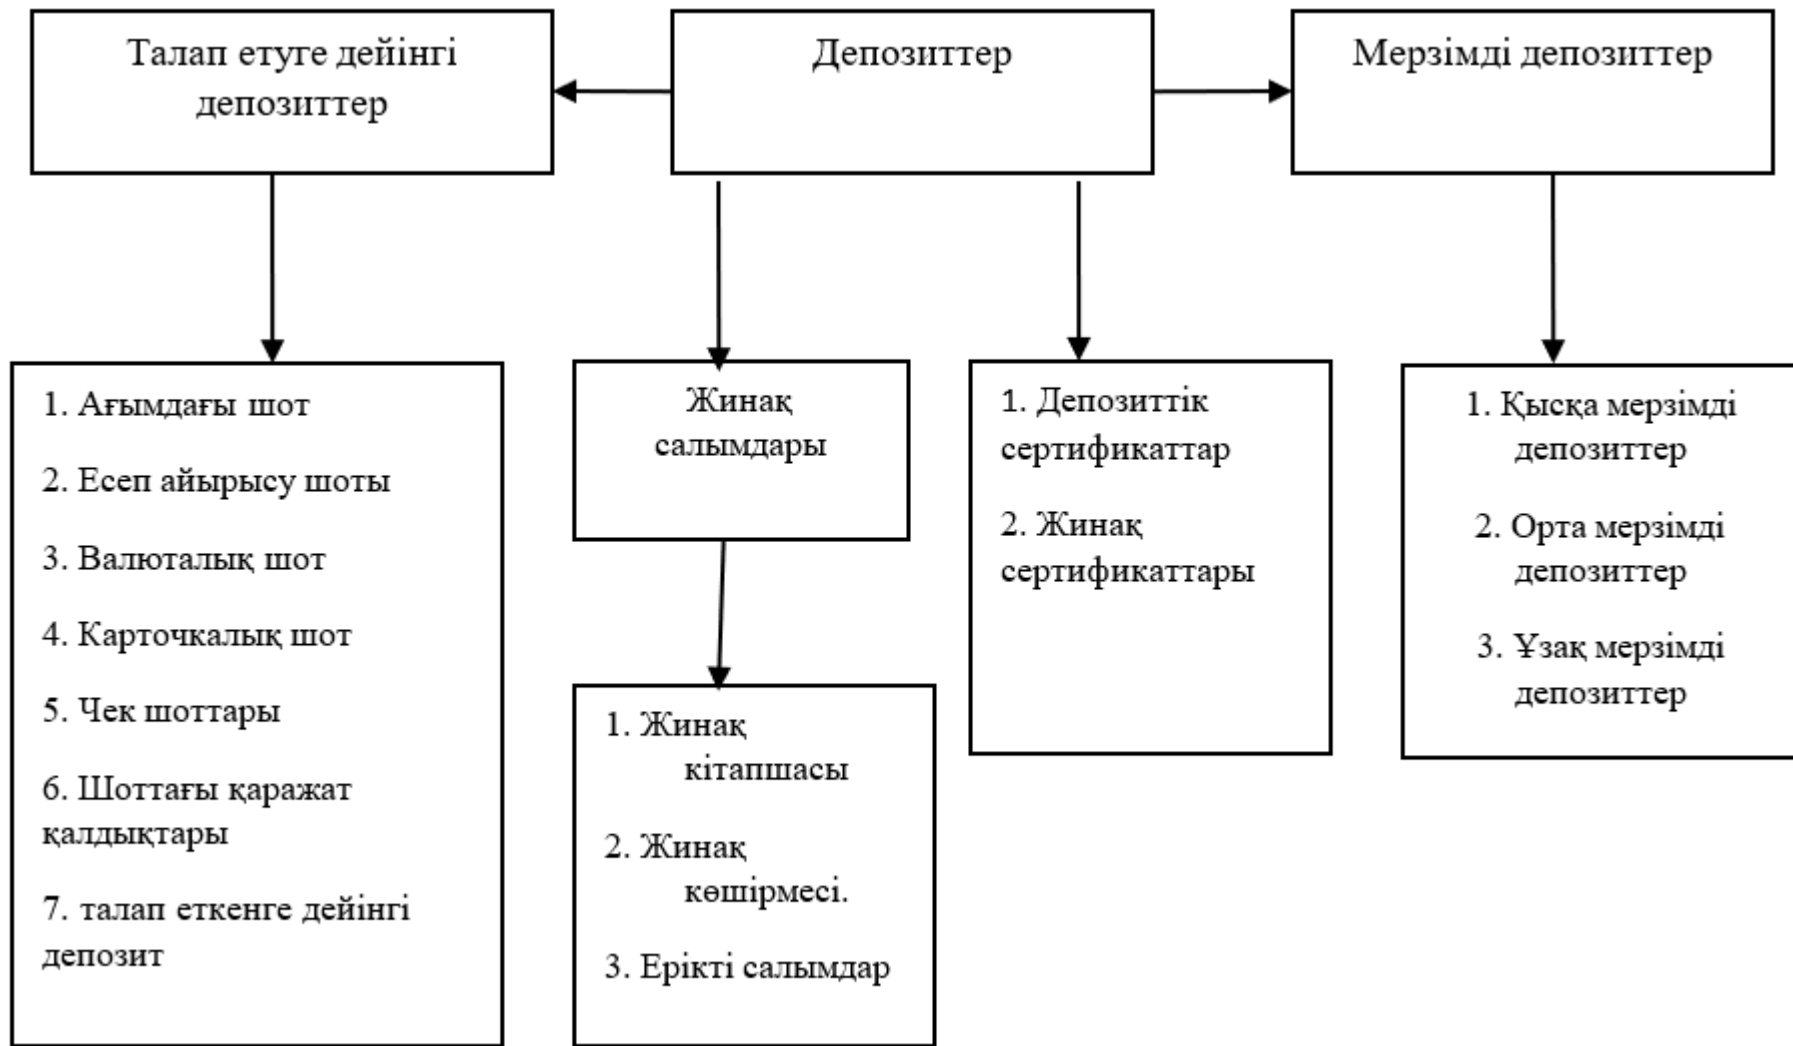 Талап етуге дейінгі
депозиттер
Депозиттер
Мерзімді депозиттер
1. Ағымдағы шот
2. Есеп айырысу шоты
3. Валюталық шот
4. Карточкалық шот
5. Чек шоттары
6. Шоттағы қаражат
қалдықтары
7. талап еткенге дейінгі
депозит
Жинақ
салымдары
1. Жинақ
кітапшасы
2. Жинақ
көшірмесі.
3. Ерікті салымдар
1. Депозиттік
сертификаттар
2. Жинақ
сертификаттары
1. Қысқа мерзімді
депозиттер
2. Орта мерзімді
депозиттер
3. Ұзақ мерзімді
депозиттер